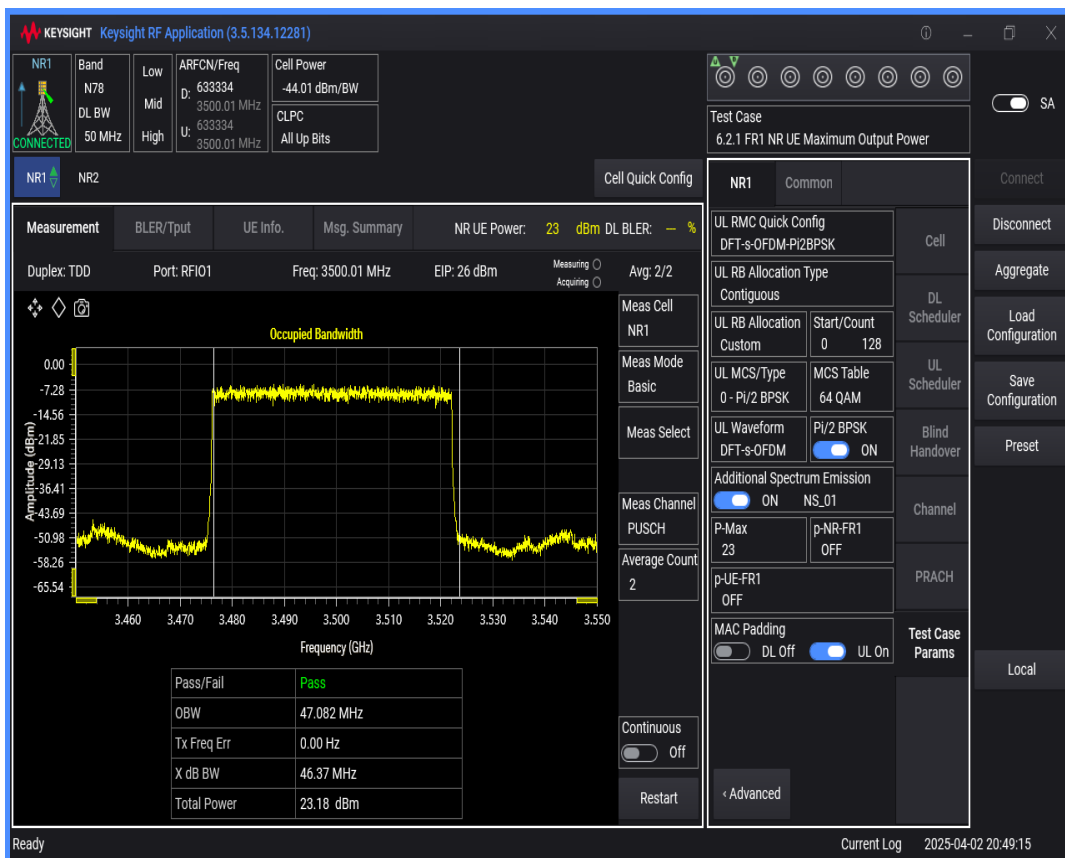 KEYSIGHT Keysight RF Application (3.5.134.12281)
NR1
CONNECTED
Band
N78
DL BW
50 MHz
Low
Mid
High
ARFCN/Freq
D: 633334
3500.01 MHz
U: 633334
3500.01 MHz
Cell Power
-44.01 dBm/BW
CLPC
All Up Bits
Test Case
6.2.1 FR1 NR UE Maximum Output Power
SA
NR1 NR2 Cell Quick Config
Measurement BLER/Tput UE Info. Msg. Summary NR UE Power: 23 dBm DL BLER: — %
Duplex: TDD Port: RFIO1 Freq: 3500.01 MHz EIP: 26 dBm Measuring Acquiring Avg: 2/2
Occupied Bandwidth
Amplitude (dBm)
0.00
-7.28
-14.56
-21.85
-29.13
-36.41
-43.69
-50.98
-58.26
-65.54
3.460 3.470 3.480 3.490 3.500 3.510 3.520 3.530 3.540 3.550
Frequency (GHz)
Pass/Fail Pass
OBW 47.082 MHz
Tx Freq Err 0.00 Hz
X dB BW 46.37 MHz
Total Power 23.18 dBm
Meas Cell
NR1
Meas Mode
Basic
Meas Select
Meas Channel
PUSCH
Average Count
2
Continuous
Off
Restart
NR1 Common
UL RMC Quick Config
DFT-s-OFDM-Pi2BPSK
UL RB Allocation Type
Contiguous
UL RB Allocation Start/Count
Custom 0 128
UL MCS/Type MCS Table
0 - Pi/2 BPSK 64 QAM
UL Waveform Pi/2 BPSK
DFT-s-OFDM ON
Additional Spectrum Emission
ON NS_01
P-Max p-NR-FR1
23 OFF
p-UE-FR1
OFF
MAC Padding
DL Off UL On
‹ Advanced
Cell
DL
Scheduler
UL
Scheduler
Blind
Handover
Channel
PRACH
Test Case
Params
Connect
Disconnect
Aggregate
Load
Configuration
Save
Configuration
Preset
Local
Ready Current Log 2025-04-02 20:49:15